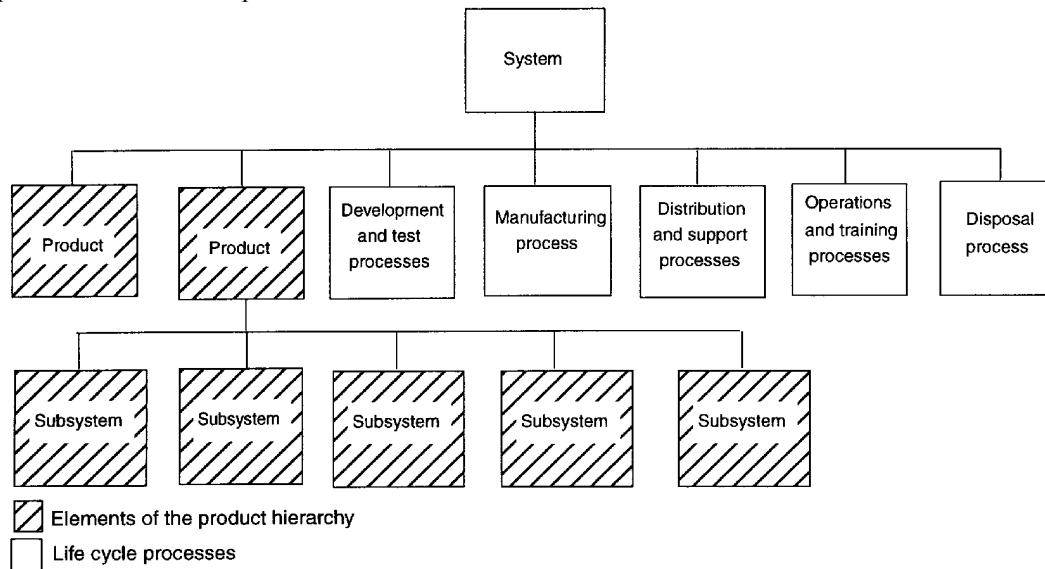 System
Product
Product
Development
and test
processes
Manufacturing
process
Distribution
and support
processes
Operations
and training
processes
Disposal
process
Subsystem
Subsystem
Subsystem
Subsystem
Subsystem
Elements of the product hierarchy
Life cycle processes